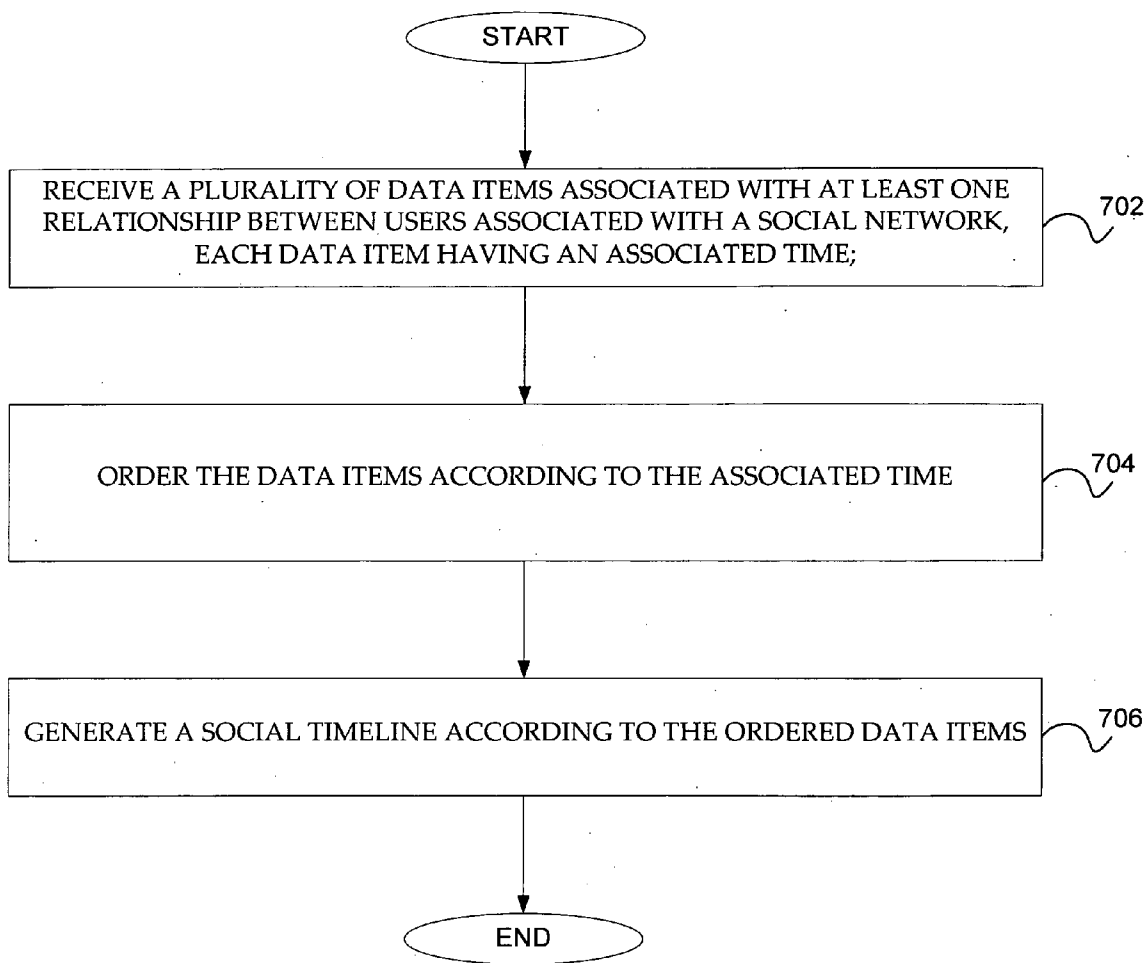 START
RECEIVE A PLURALITY OF DATA ITEMS ASSOCIATED WITH AT LEAST ONE
RELATIONSHIP BETWEEN USERS ASSOCIATED WITH A SOCIAL NETWORK,
EACH DATA ITEM HAVING AN ASSOCIATED TIME;
702
ORDER THE DATA ITEMS ACCORDING TO THE ASSOCIATED TIME
704
GENERATE A SOCIAL TIMELINE ACCORDING TO THE ORDERED DATA ITEMS
706
END